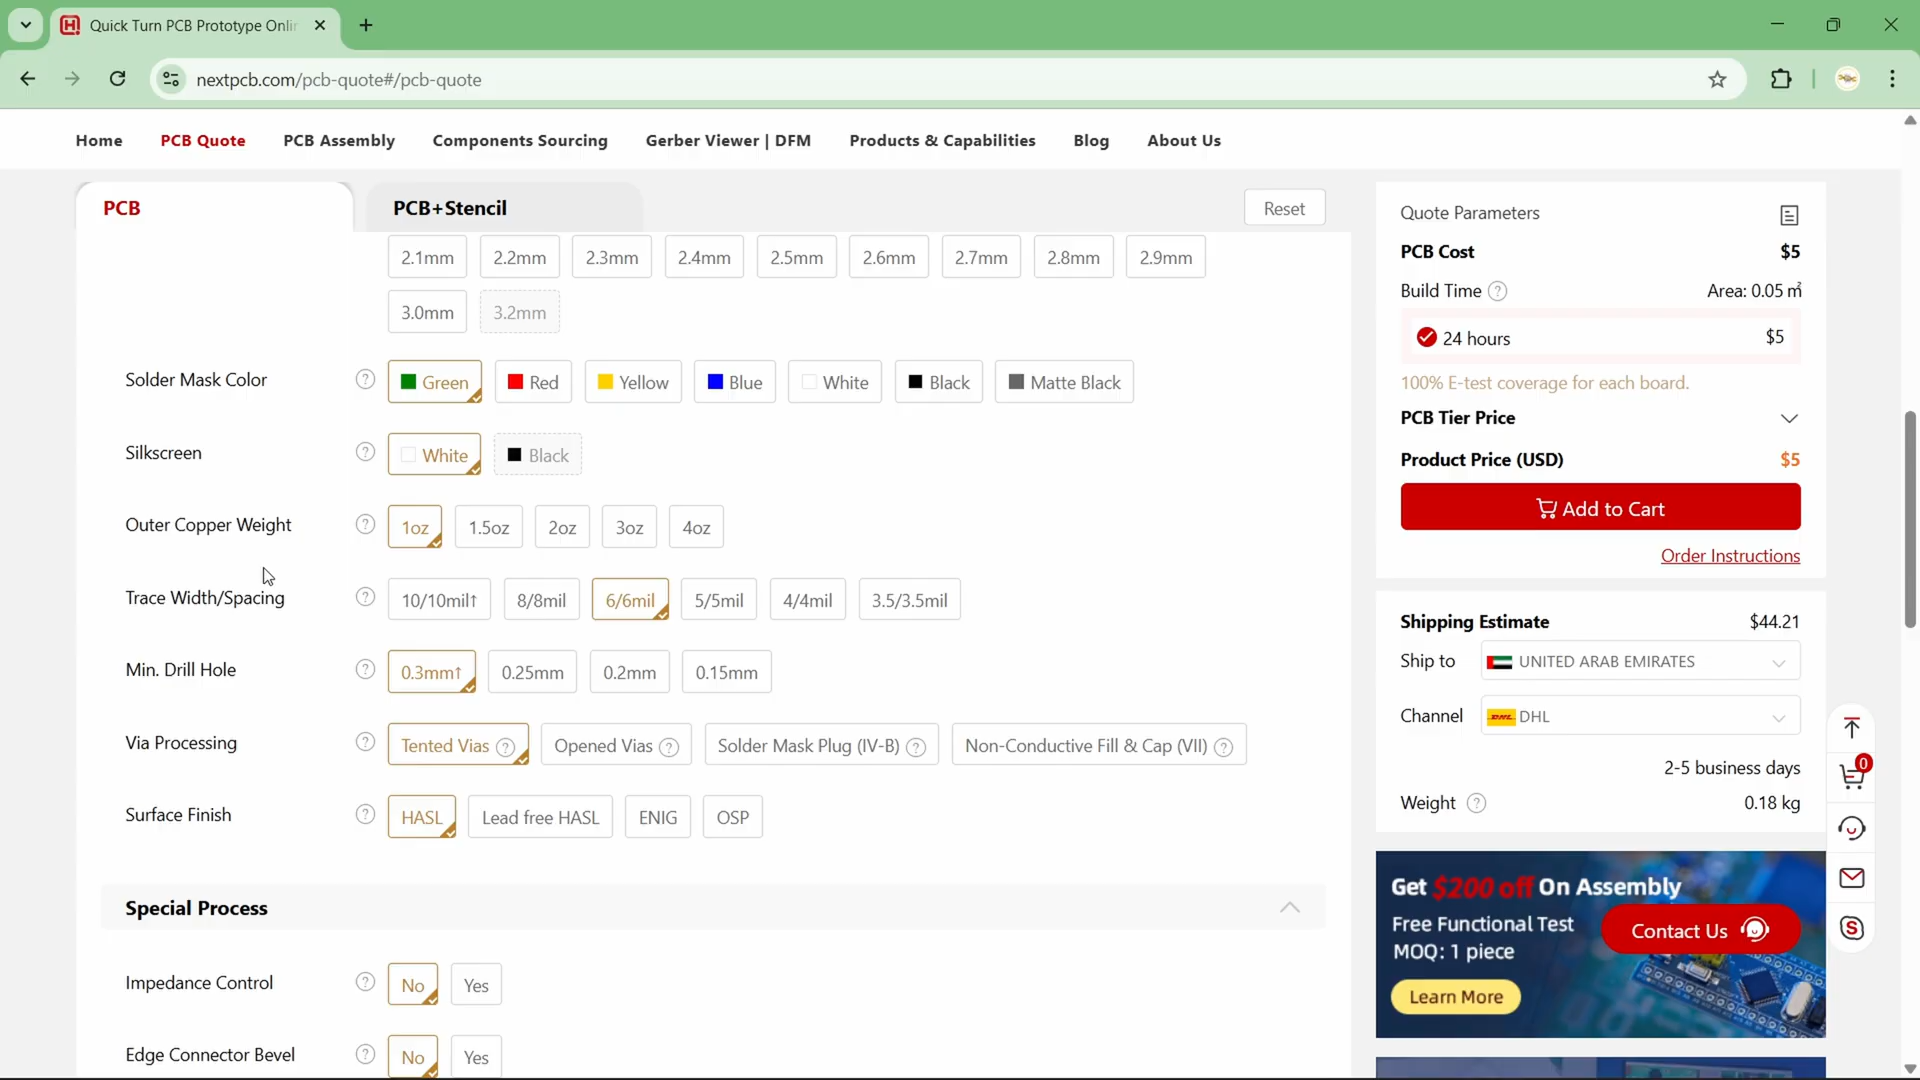 Quick Turn PCB Prototype Onlin
nextpcb.com/pcb-quote#/pcb-quote
Home PCB Quote PCB Assembly Components Sourcing Gerber Viewer | DFM Products & Capabilities Blog About Us
PCB PCB+Stencil Reset
2.1mm 2.2mm 2.3mm 2.4mm 2.5mm 2.6mm 2.7mm 2.8mm 2.9mm
3.0mm 3.2mm
Solder Mask Color ? Green Red Yellow Blue White Black Matte Black
Silkscreen ? White Black
Outer Copper Weight ? 1oz 1.5oz 2oz 3oz 4oz
Trace Width/Spacing ? 10/10mil↑ 8/8mil 6/6mil 5/5mil 4/4mil 3.5/3.5mil
Min. Drill Hole ? 0.3mm↑ 0.25mm 0.2mm 0.15mm
Via Processing ? Tented Vias ? Opened Vias ? Solder Mask Plug (IV-B) ? Non-Conductive Fill & Cap (VII) ?
Surface Finish ? HASL Lead free HASL ENIG OSP
Special Process
Impedance Control ? No Yes
Edge Connector Bevel ? No Yes
Quote Parameters
PCB Cost $5
Build Time ? Area: 0.05 ㎡
24 hours $5
100% E-test coverage for each board.
PCB Tier Price
Product Price (USD) $5
Add to Cart
Order Instructions
Shipping Estimate $44.21
Ship to UNITED ARAB EMIRATES
Channel DHL
2-5 business days
Weight ? 0.18 kg
0
S
Get $200 off On Assembly
Free Functional Test
MOQ: 1 piece
Contact Us
Learn More